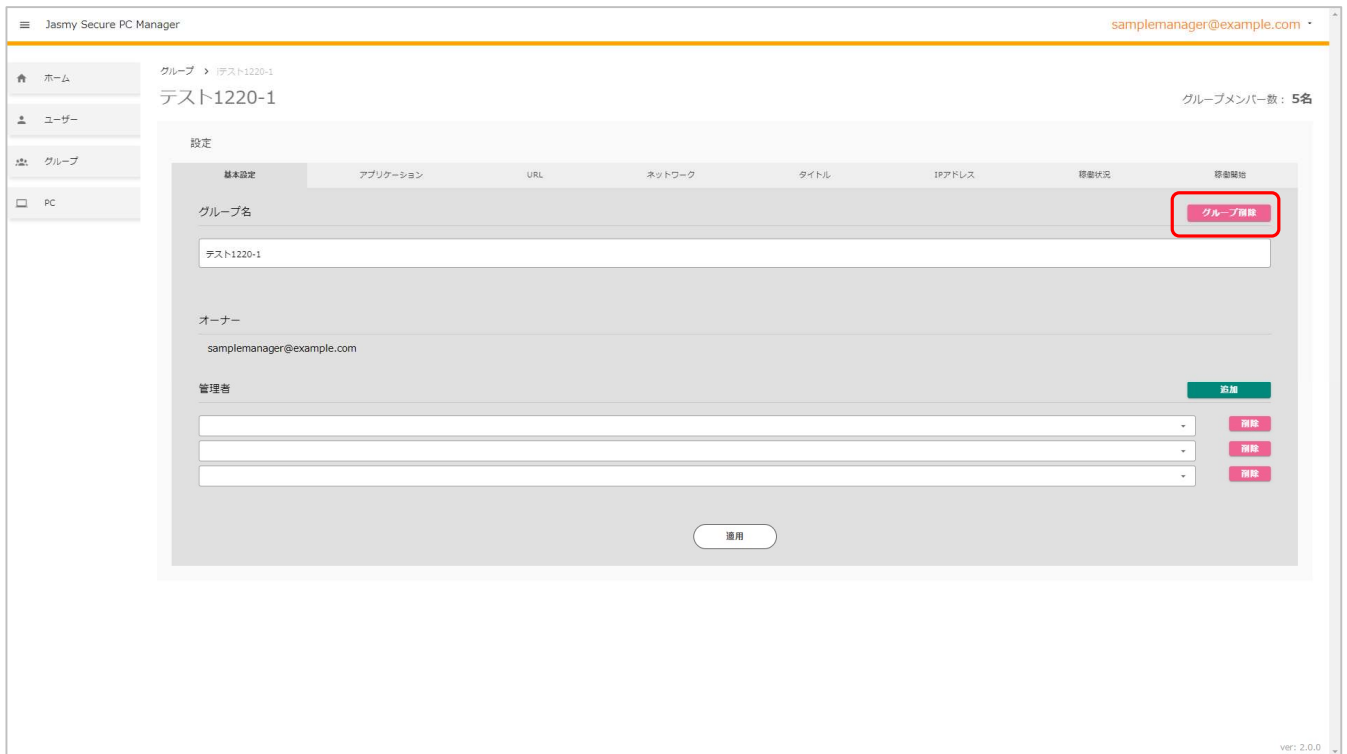 Jasmy Secure PC Manager
samplemanager@example.com
ホーム
ユーザー
グループ
PC
グループ > テスト1220-1
テスト1220-1
グループメンバー数： 5名
設定
基本設定 アプリケーション URL ネットワーク タイトル IPアドレス 稼働状況 稼働開始
グループ名
グループ削除
テスト1220-1
オーナー
samplemanager@example.com
管理者
追加
削除
削除
削除
適用
ver: 2.0.0